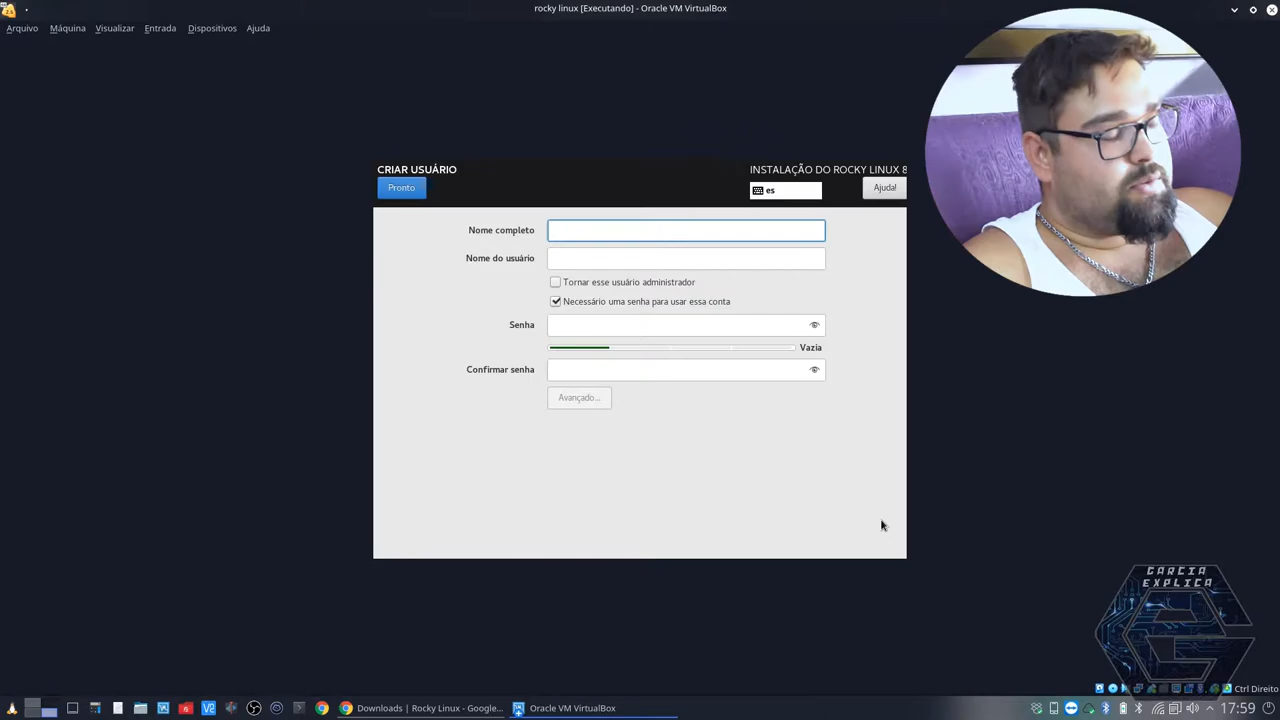 rocky linux [Executando] - Oracle VM VirtualBox
Arquivo Máquina Visualizar Entrada Dispositivos Ajuda
CRIAR USUÁRIO
INSTALAÇÃO DO ROCKY LINUX 8
Pronto
es
Ajuda!
Nome completo
Nome do usuário
Tornar esse usuário administrador
Necessário uma senha para usar essa conta
Senha
Vazia
Confirmar senha
Avançado...
GARCIA
EXPLICA
Ctrl Direito
Downloads | Rocky Linux - Google...
Oracle VM VirtualBox
17:59